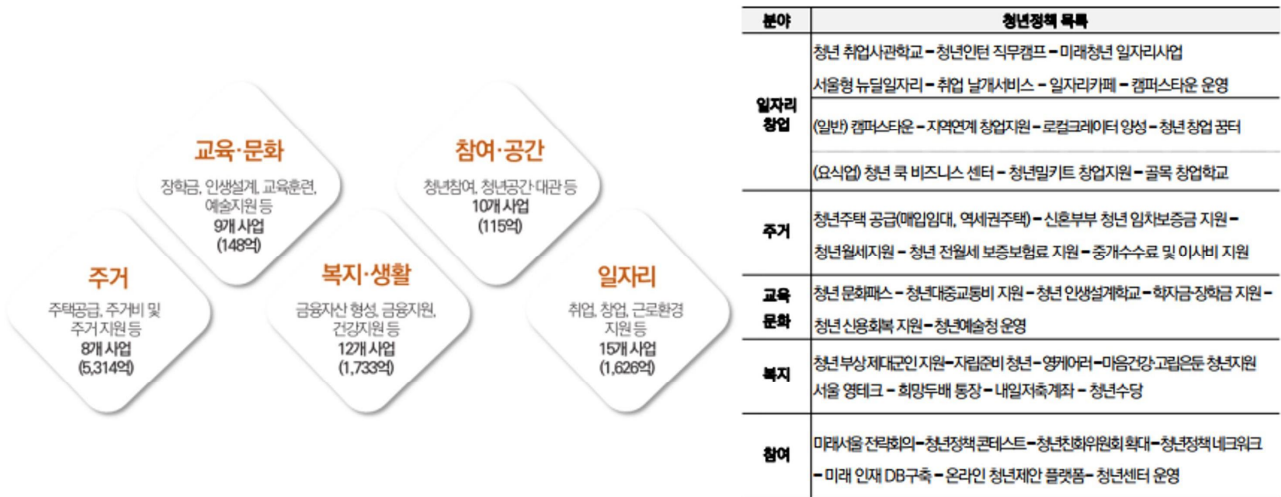 교육·문화
장학금, 인생설계, 교육훈련,
예술지원 등
9개 사업
(148억)
참여·공간
청년참여, 청년공간·대관 등
10개 사업
(115억)
주거
주택공급, 주거비 및
주거 지원 등
8개 사업
(5,314억)
복지·생활
금융자산 형성, 금융지원,
건강지원 등
12개 사업
(1,733억)
일자리
취업, 창업, 근로환경
지원 등
15개 사업
(1,626억)
분야 청년정책 목록
일자리
창업
청년 취업사관학교 – 청년인턴 직무캠프 – 미래청년 일자리사업
서울형 뉴딜일자리 – 취업 날개서비스 – 일자리카페 – 캠퍼스타운 운영
(일반) 캠퍼스타운 – 지역연계 창업지원 – 로컬크레이터 양성 – 청년 창업 꿈터
(요식업) 청년 쿡 비즈니스 센터 – 청년밀키트 창업지원 – 골목 창업학교
주거
청년주택 공급(매입임대, 역세권주택) – 신혼부부 청년 임차보증금 지원 –
청년월세지원 – 청년 전월세 보증보험료 지원 – 중개수수료 및 이사비 지원
교육
문화
청년 문화패스 – 청년대중교통비 지원 – 청년 인생설계학교 – 학자금·장학금 지원 –
청년 신용회복 지원 – 청년예술청 운영
복지
청년 부상 제대군인 지원 – 자립준비 청년 – 영케어러 – 마음건강·고립은둔 청년지원
서울 영테크 – 희망두배 통장 – 내일저축계좌 – 청년수당
참여
미래서울 전략회의 – 청년정책 콘테스트 – 청년친화위원회 확대 – 청년정책 네크워크
– 미래 인재 DB구축 – 온라인 청년제안 플랫폼 – 청년센터 운영